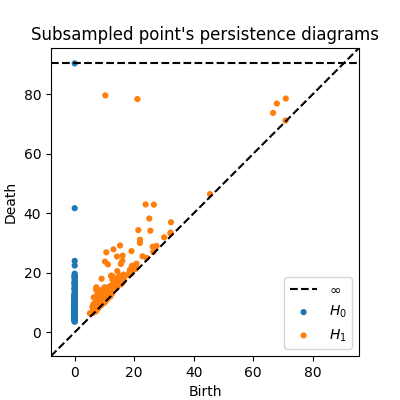 Subsampled point's persistence diagrams
80
60
40
20
0
Death
0 20 40 60 80
Birth
∞
H₀
H₁